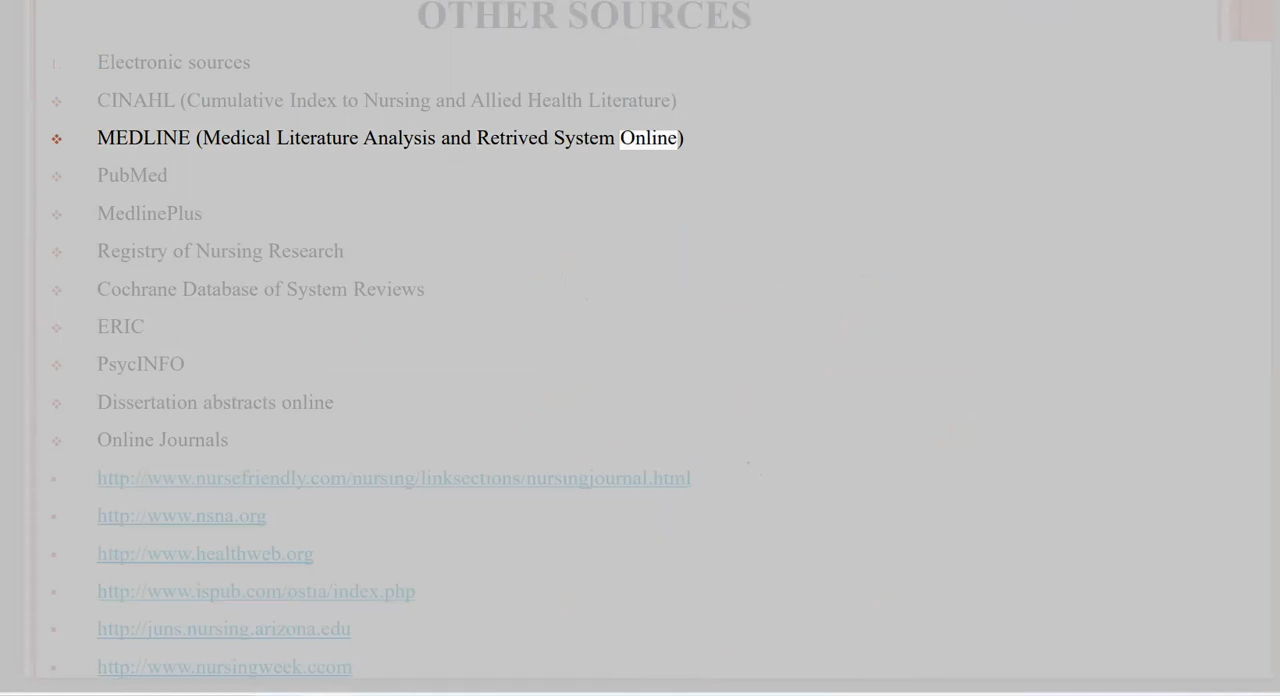 OTHER SOURCES
1. Electronic sources
❖ CINAHL (Cumulative Index to Nursing and Allied Health Literature)
❖ MEDLINE (Medical Literature Analysis and Retrived System Online)
❖ PubMed
❖ MedlinePlus
❖ Registry of Nursing Research
❖ Cochrane Database of System Reviews
❖ ERIC
❖ PsycINFO
❖ Dissertation abstracts online
❖ Online Journals
▪ http://www.nursefriendly.com/nursing/linksections/nursingjournal.html
▪ http://www.nsna.org
▪ http://www.healthweb.org
▪ http://www.ispub.com/ostia/index.php
▪ http://juns.nursing.arizona.edu
▪ http://www.nursingweek.ccom